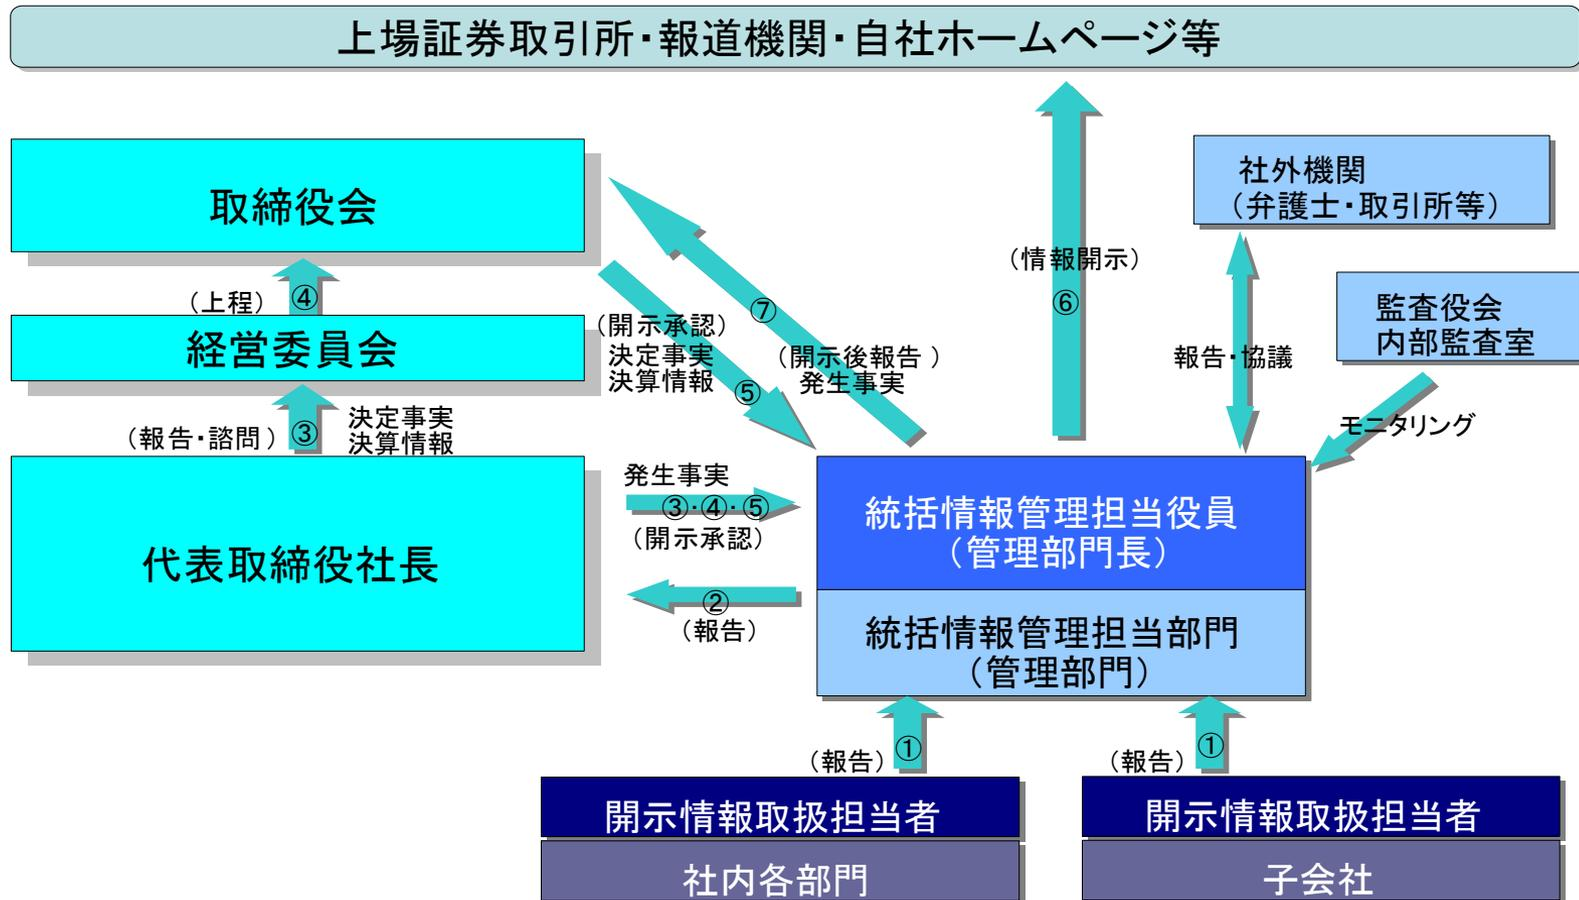 上場証券取引所・報道機関・自社ホームページ等
取締役会
社外機関
（弁護士・取引所等）
（情報開示）
⑥
監査役会
内部監査室
（上程）
④
⑦
経営委員会
（開示承認）
決定事実
決算情報
⑤
（開示後報告）
発生事実
報告・協議
モニタリング
（報告・諮問）
③
決定事実
決算情報
代表取締役社長
発生事実
③・④・⑤
（開示承認）
②
（報告）
統括情報管理担当役員
（管理部門長）
統括情報管理担当部門
（管理部門）
（報告）
①
（報告）
①
開示情報取扱担当者
社内各部門
開示情報取扱担当者
子会社